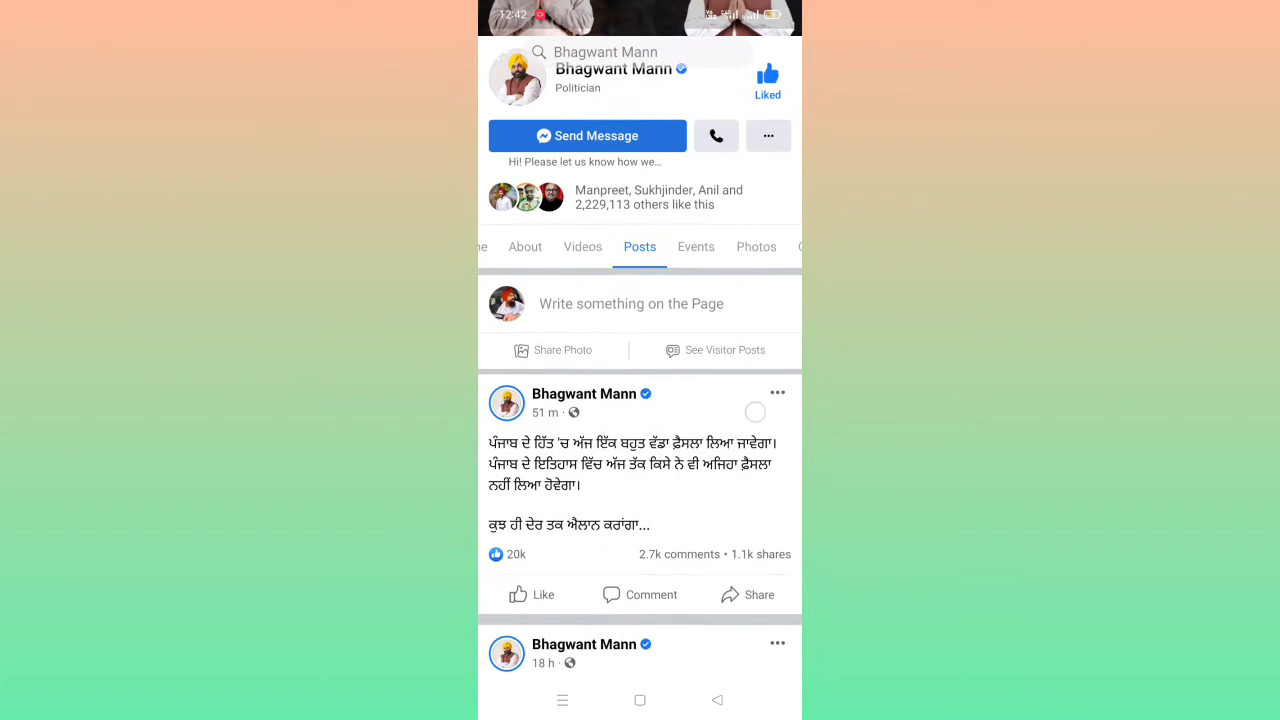 12:42
Bhagwant Mann
Bhagwant Mann
Politician
Liked
Send Message
Hi! Please let us know how we...
Manpreet, Sukhjinder, Anil and
2,229,113 others like this
About Videos Posts Events Photos
Write something on the Page
Share Photo See Visitor Posts
Bhagwant Mann
51 m ·
ਪੰਜਾਬ ਦੇ ਹਿੱਤ 'ਚ ਅੱਜ ਇੱਕ ਬਹੁਤ ਵੱਡਾ ਫ਼ੈਸਲਾ ਲਿਆ ਜਾਵੇਗਾ।
ਪੰਜਾਬ ਦੇ ਇਤਿਹਾਸ ਵਿੱਚ ਅੱਜ ਤੱਕ ਕਿਸੇ ਨੇ ਵੀ ਅਜਿਹਾ ਫ਼ੈਸਲਾ
ਨਹੀਂ ਲਿਆ ਹੋਵੇਗਾ।
ਕੁਝ ਹੀ ਦੇਰ ਤਕ ਐਲਾਨ ਕਰਾਂਗਾ...
20k 2.7k comments • 1.1k shares
Like Comment Share
Bhagwant Mann
18 h ·